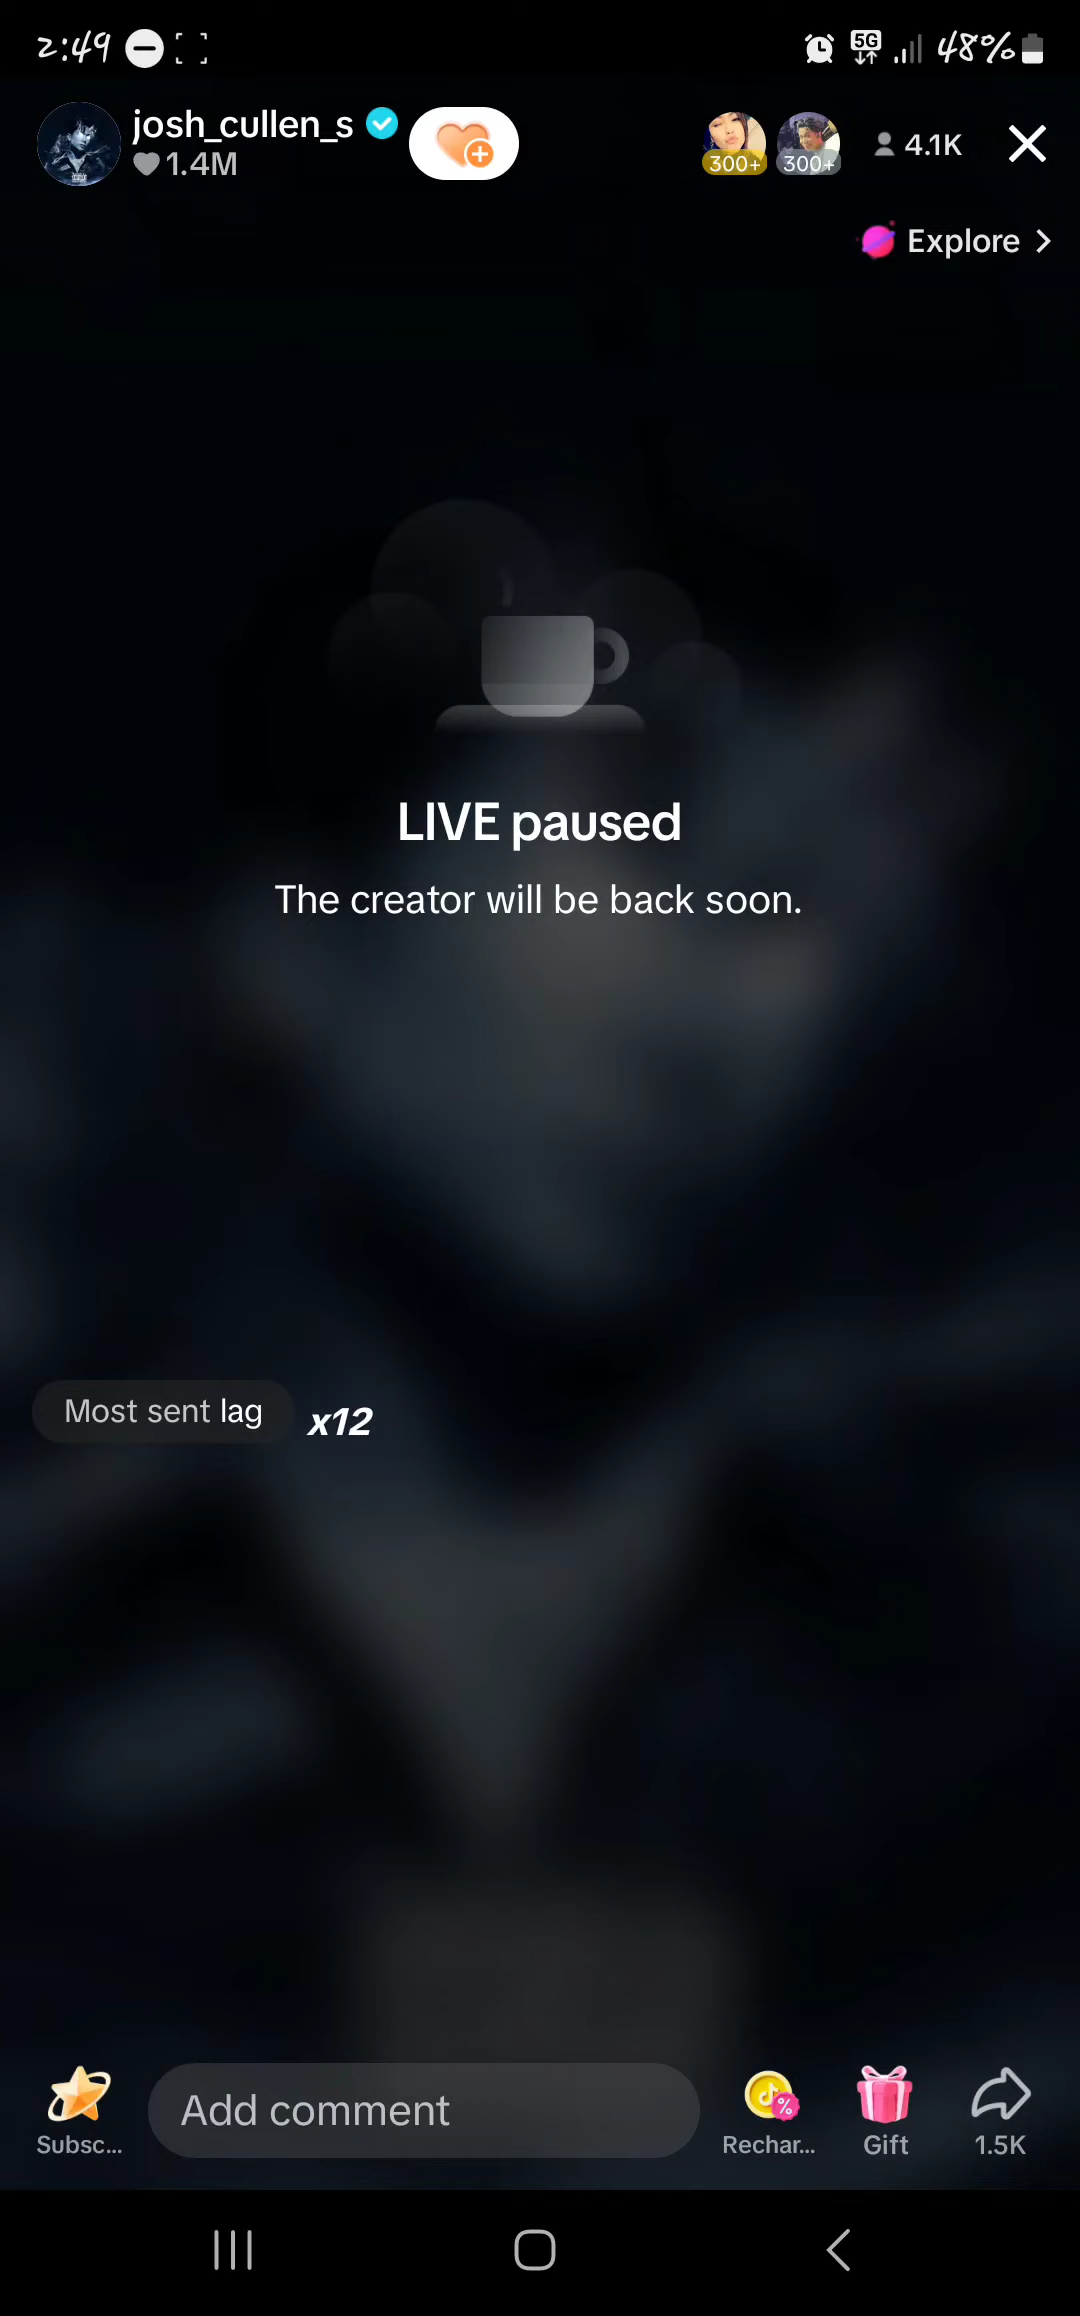 2:49
5G
48%
josh_cullen_s
1.4M
300+
300+
4.1K
Explore
LIVE paused
The creator will be back soon.
Most sent lag
x12
Add comment
%
Subsc...
Rechar...
Gift
1.5K